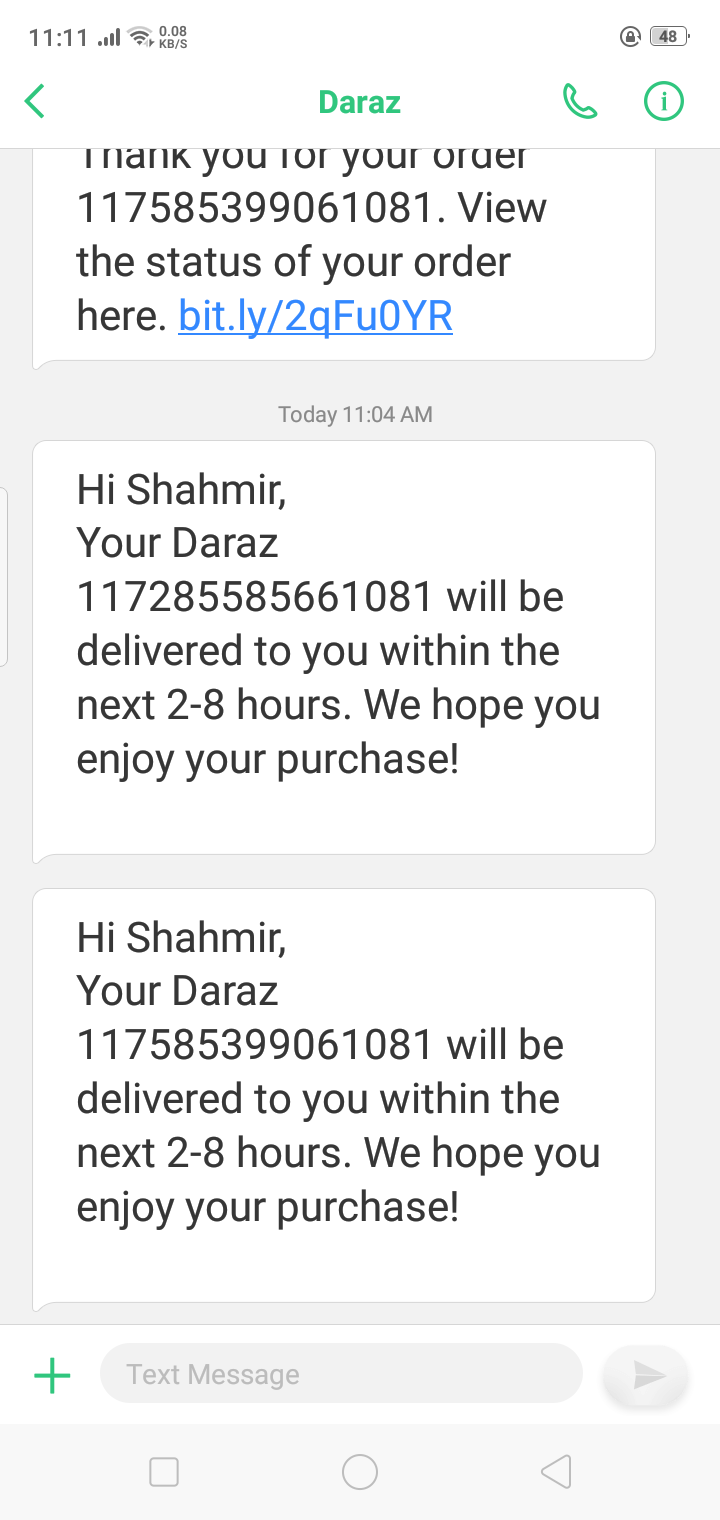 11:11
0.08
KB/S
48
Daraz
Thank you for your order
117585399061081. View
the status of your order
here. bit.ly/2qFu0YR
Today 11:04 AM
Hi Shahmir,
Your Daraz
117285585661081 will be
delivered to you within the
next 2-8 hours. We hope you
enjoy your purchase!
Hi Shahmir,
Your Daraz
117585399061081 will be
delivered to you within the
next 2-8 hours. We hope you
enjoy your purchase!
Text Message